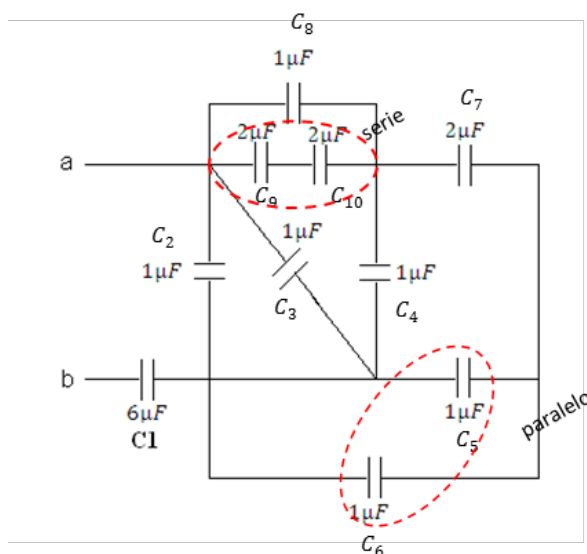 C₈
1μF
C₇
2μF 2μF serie 2μF
a
C₉ C₁₀
C₂ 1μF
1μF 1μF
C₃ C₄
b
6μF 1μF paralelo
C1 C₅
1μF
C₆